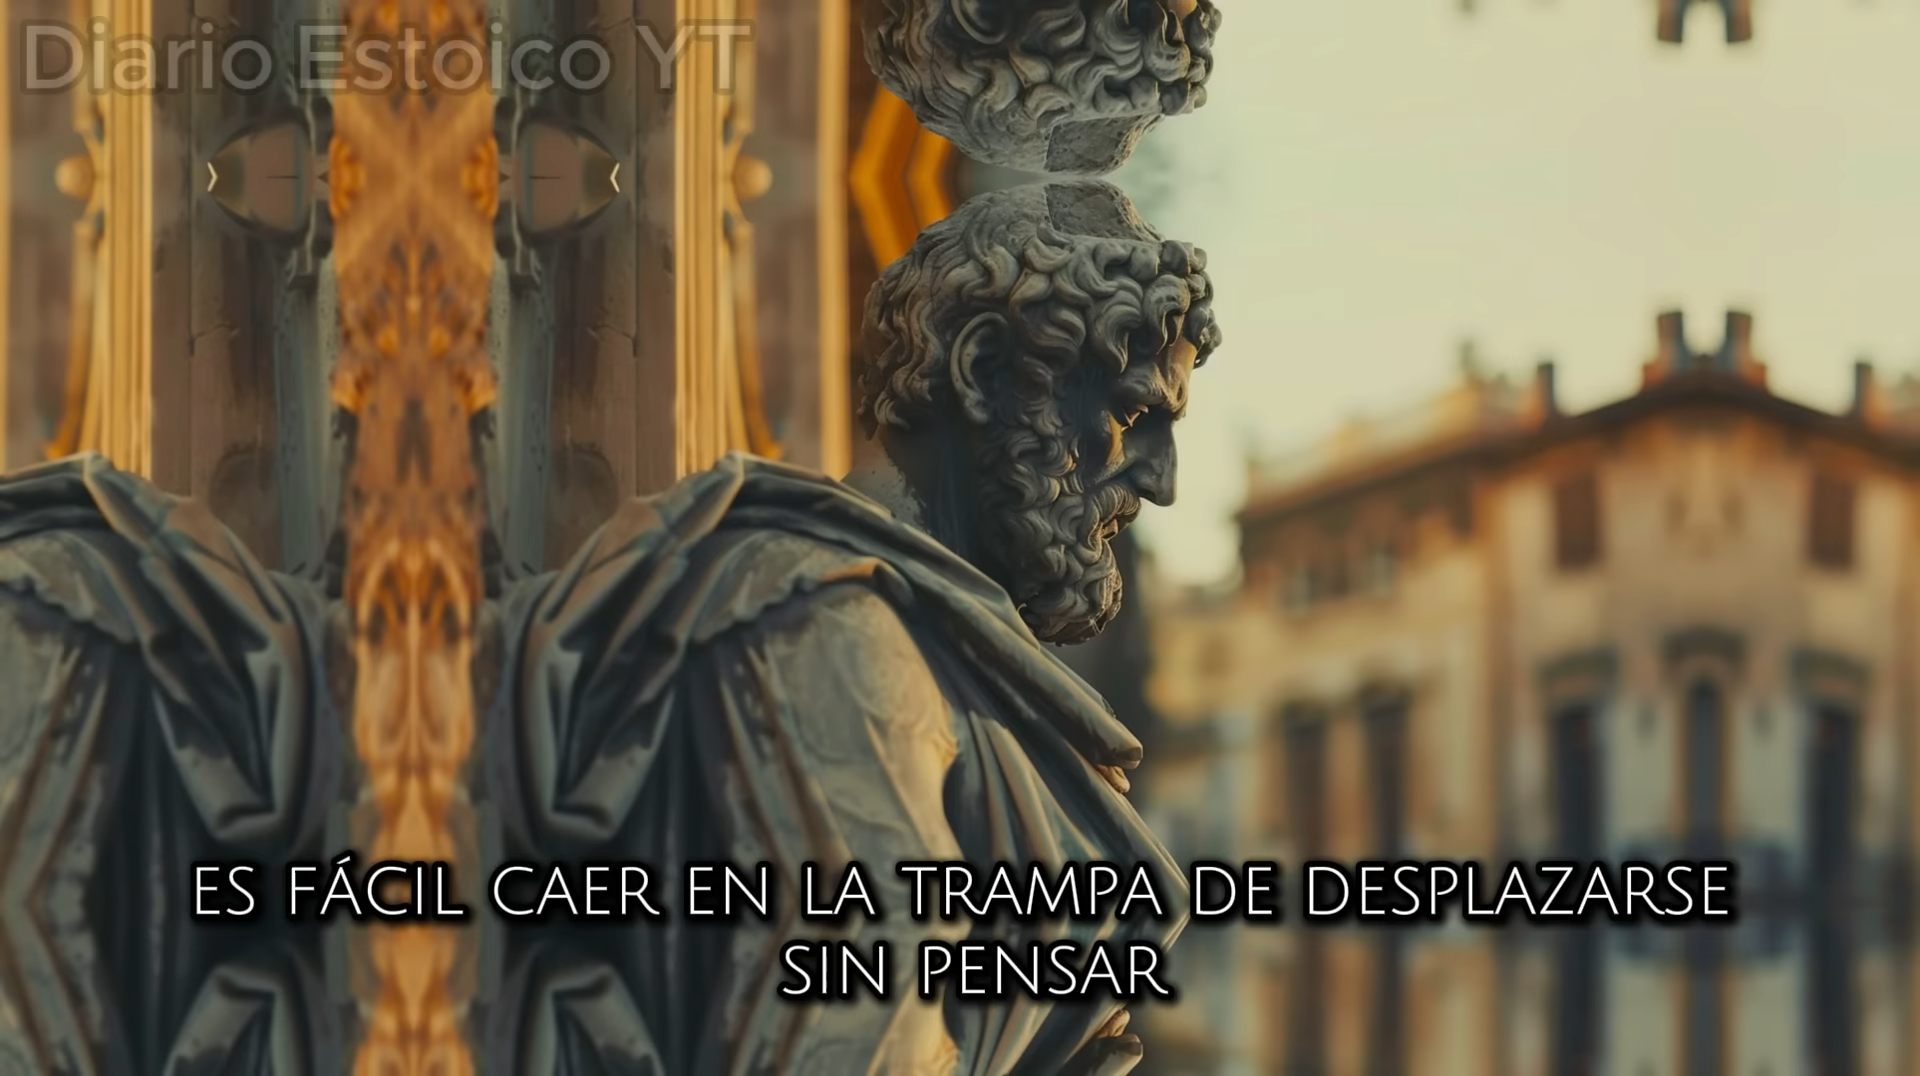 Diario Estoico YT
ES FÁCIL CAER EN LA TRAMPA DE DESPLAZARSE
SIN PENSAR